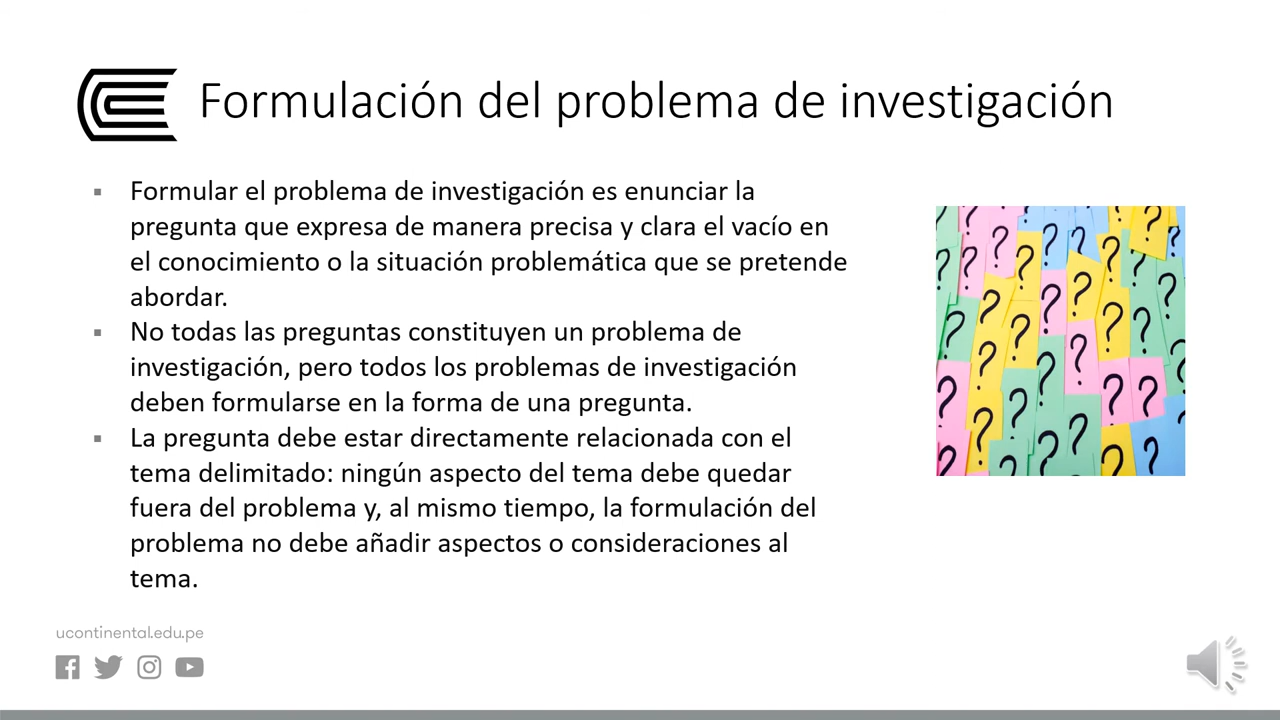 Formulación del problema de investigación
▪ Formular el problema de investigación es enunciar la
pregunta que expresa de manera precisa y clara el vacío en
el conocimiento o la situación problemática que se pretende
abordar.
▪ No todas las preguntas constituyen un problema de
investigación, pero todos los problemas de investigación
deben formularse en la forma de una pregunta.
▪ La pregunta debe estar directamente relacionada con el
tema delimitado: ningún aspecto del tema debe quedar
fuera del problema y, al mismo tiempo, la formulación del
problema no debe añadir aspectos o consideraciones al
tema.
ucontinental.edu.pe